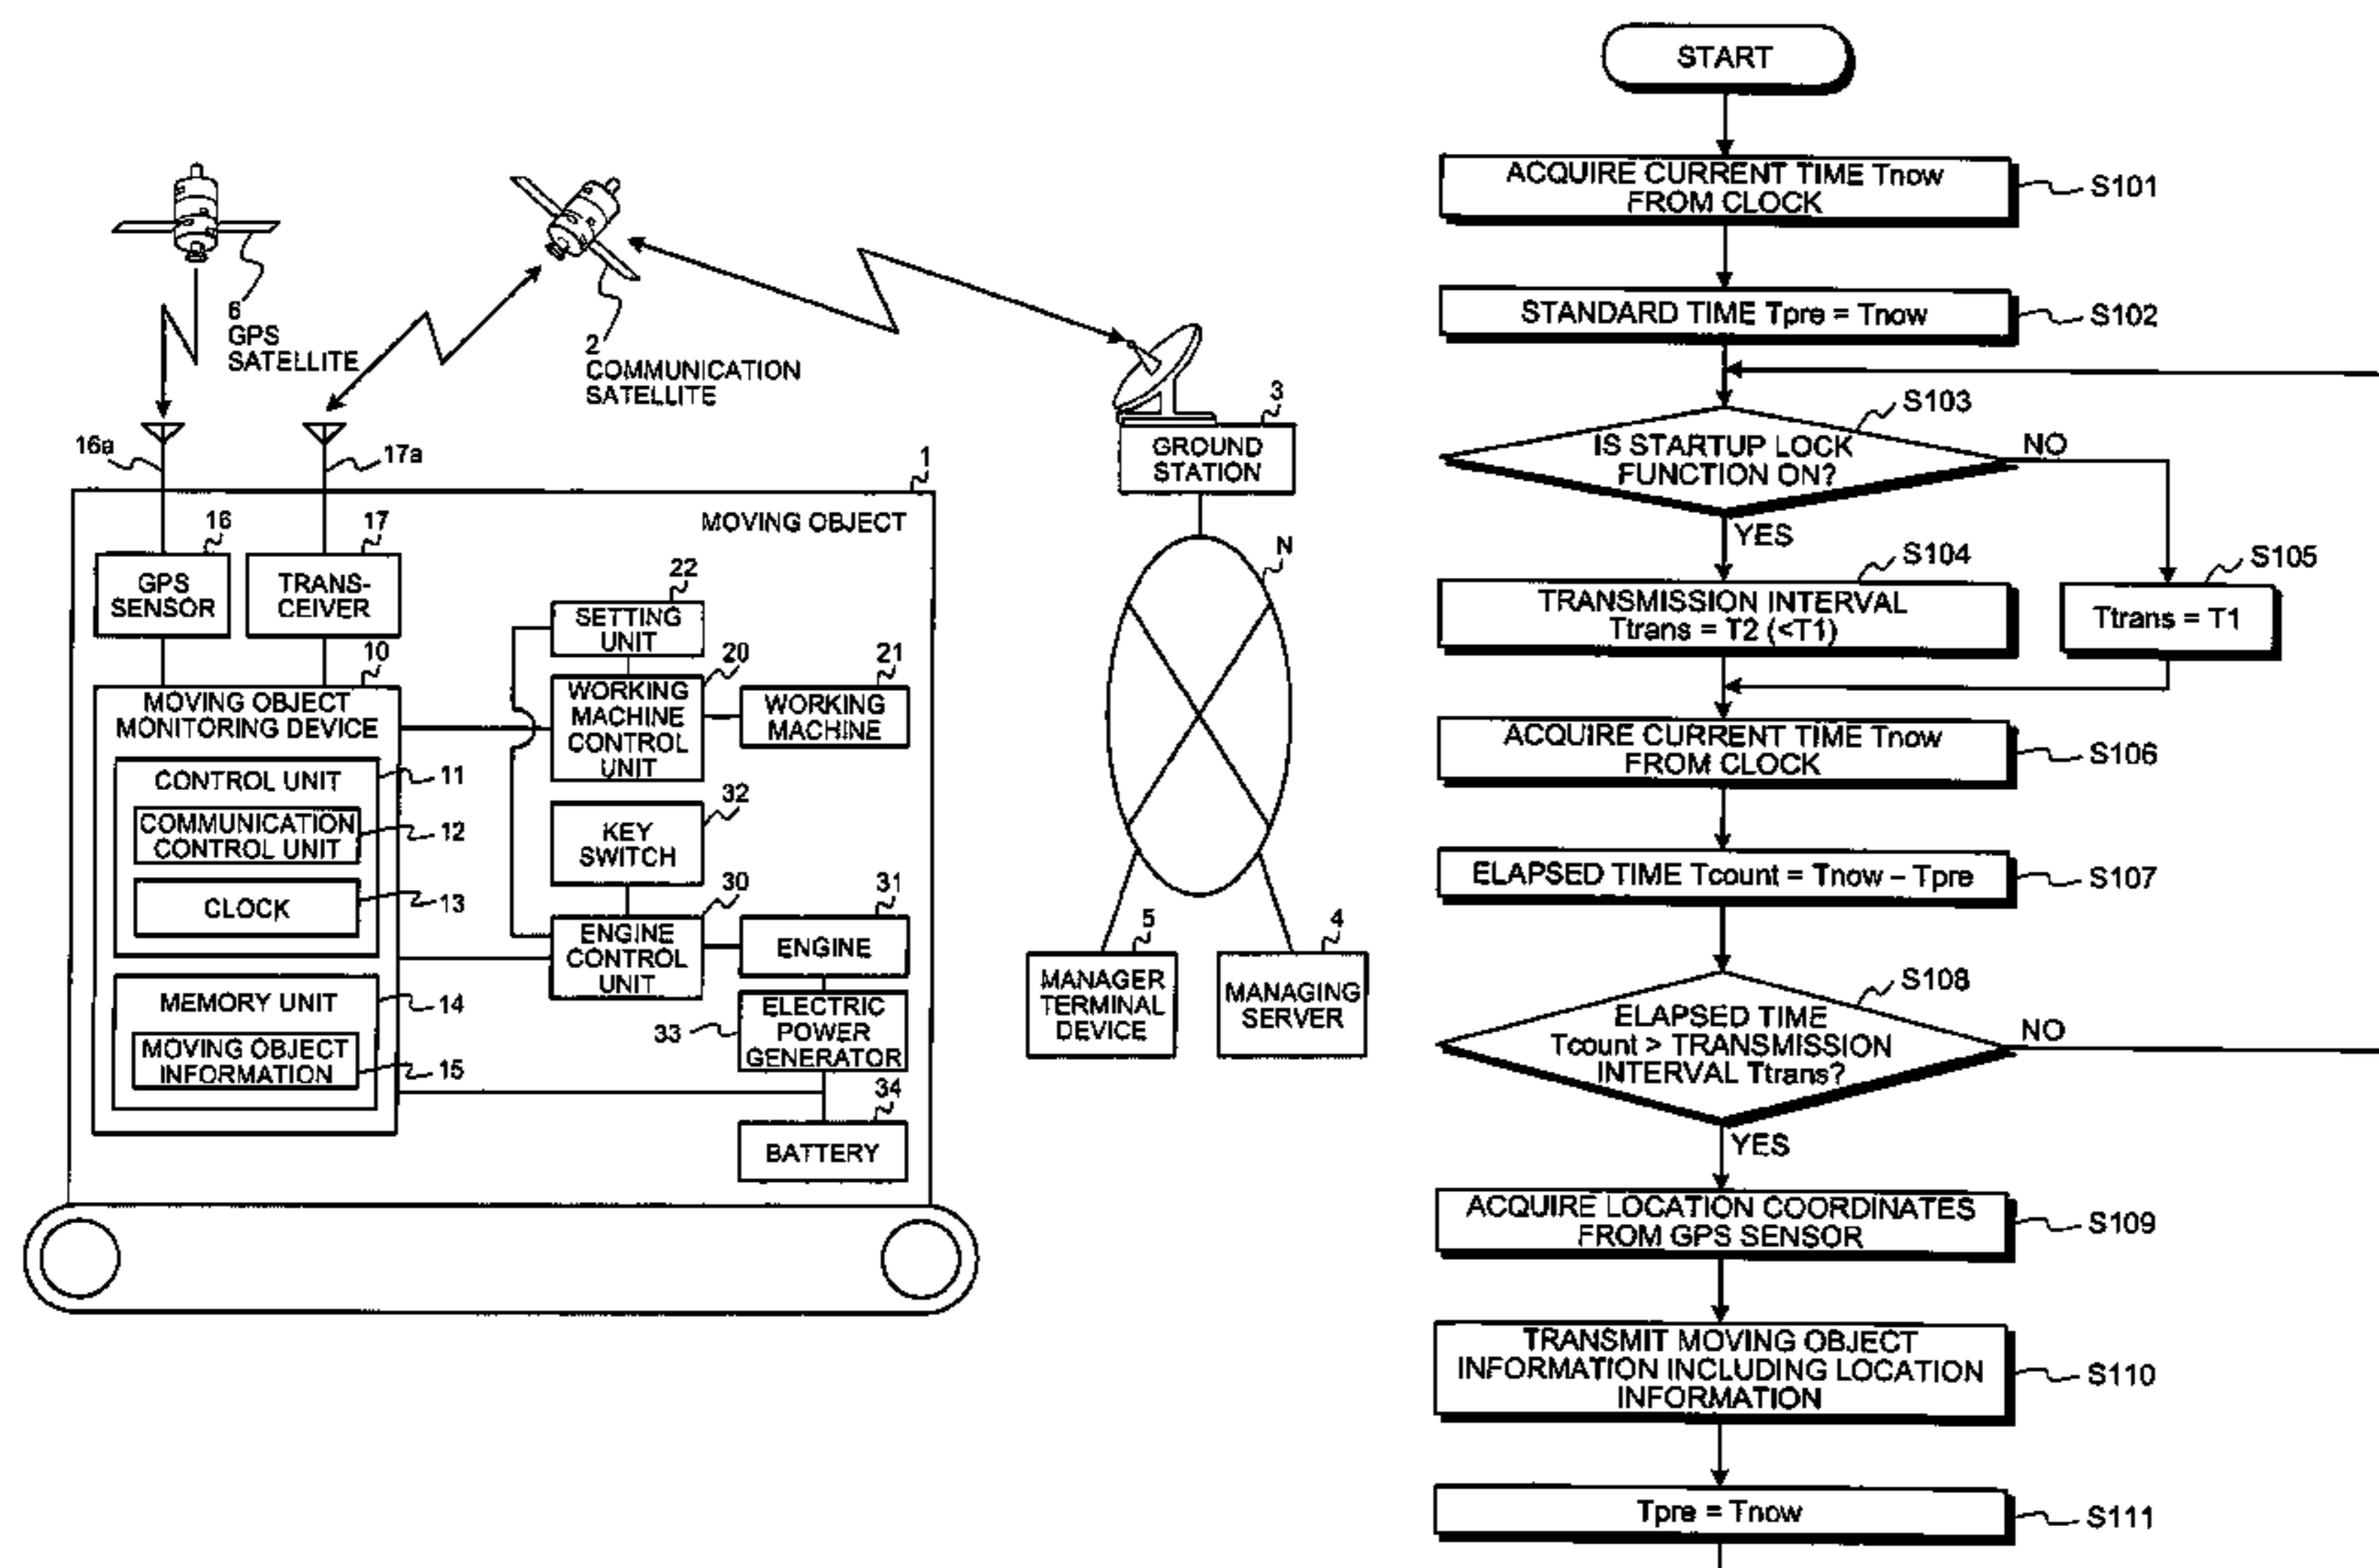 6
GPS
SATELLITE
2
COMMUNICATION
SATELLITE
16a
17a
3
GROUND
STATION
1
MOVING OBJECT
16
GPS
SENSOR
17
TRANS-
CEIVER
22
SETTING
UNIT
10
MOVING OBJECT
MONITORING DEVICE
20
WORKING
MACHINE
CONTROL
UNIT
21
WORKING
MACHINE
CONTROL UNIT
11
COMMUNICATION
CONTROL UNIT
12
CLOCK
13
32
KEY
SWITCH
30
ENGINE
CONTROL
UNIT
31
ENGINE
MEMORY UNIT
14
MOVING OBJECT
INFORMATION
15
33
ELECTRIC
POWER
GENERATOR
34
BATTERY
N
5
MANAGER
TERMINAL
DEVICE
4
MANAGING
SERVER
START
ACQUIRE CURRENT TIME Tnow
FROM CLOCK
S101
STANDARD TIME Tpre = Tnow
S102
S103
IS STARTUP LOCK
FUNCTION ON?
NO
YES
S104
TRANSMISSION INTERVAL
Ttrans = T2 (<T1)
S105
Ttrans = T1
ACQUIRE CURRENT TIME Tnow
FROM CLOCK
S106
ELAPSED TIME Tcount = Tnow – Tpre
S107
S108
ELAPSED TIME
Tcount > TRANSMISSION
INTERVAL Ttrans?
NO
YES
ACQUIRE LOCATION COORDINATES
FROM GPS SENSOR
S109
TRANSMIT MOVING OBJECT
INFORMATION INCLUDING LOCATION
INFORMATION
S110
Tpre = Tnow
S111